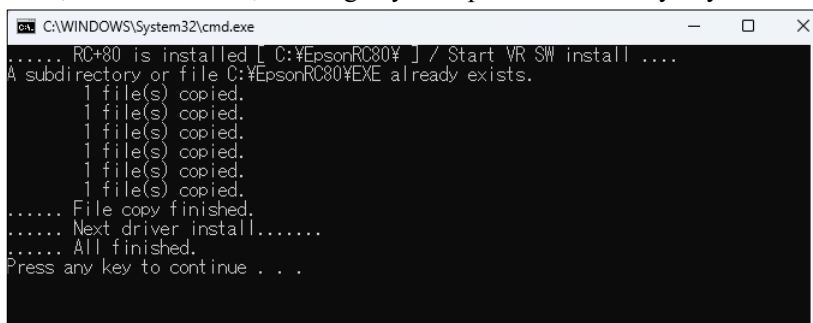 C:\WINDOWS\System32\cmd.exe
...... RC+80 is installed [ C:¥EpsonRC80¥ ] / Start VR SW install ....
A subdirectory or file C:¥EpsonRC80¥EXE already exists.
1 file(s) copied.
1 file(s) copied.
1 file(s) copied.
1 file(s) copied.
1 file(s) copied.
1 file(s) copied.
...... File copy finished.
...... Next driver install.......
...... All finished.
Press any key to continue . . .